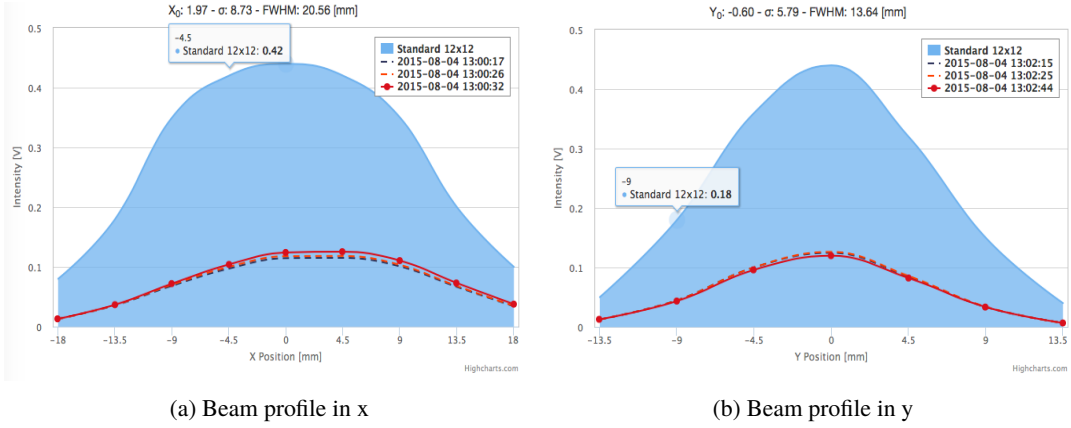 X₀: 1.97 - σ: 8.73 - FWHM: 20.56 [mm]
0.5
0.4
0.3
0.2
0.1
0
Intensity [V]
−4.5
● Standard 12x12: 0.42
Standard 12x12
2015-08-04 13:00:17
2015-08-04 13:00:26
2015-08-04 13:00:32
−18 −13.5 −9 −4.5 0 4.5 9 13.5 18
X Position [mm]
Highcharts.com
(a) Beam profile in x
Y₀: -0.60 - σ: 5.79 - FWHM: 13.64 [mm]
0.5
0.4
0.3
0.2
0.1
0
Intensity [V]
−9
● Standard 12x12: 0.18
Standard 12x12
2015-08-04 13:02:15
2015-08-04 13:02:25
2015-08-04 13:02:44
−13.5 −9 −4.5 0 4.5 9 13.5
Y Position [mm]
Highcharts.com
(b) Beam profile in y